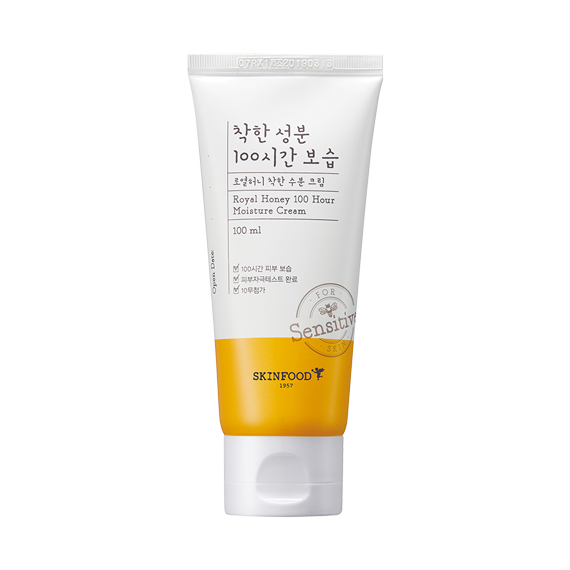 착한 성분
100시간 보습
로열허니 착한 수분 크림
Royal Honey 100 Hour
Moisture Cream
100 ml
100시간 피부 보습
피부자극테스트 완료
10무첨가
Open Date:
FOR
Sensitive
SKIN
SKINFOOD
1957